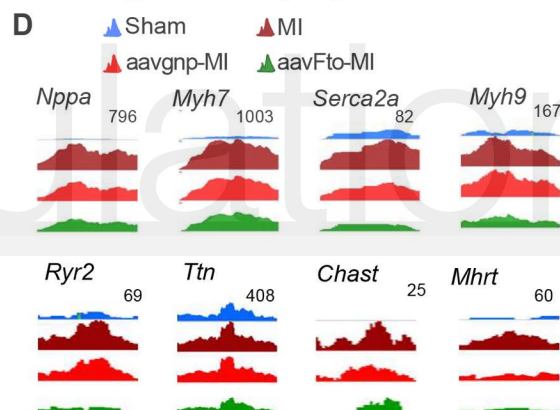 D
Sham MI
aavgnp-MI aavFto-MI
Nppa Myh7 Serca2a Myh9
796 1003 82 167
Ryr2 Ttn Chast Mhrt
69 408 25 60